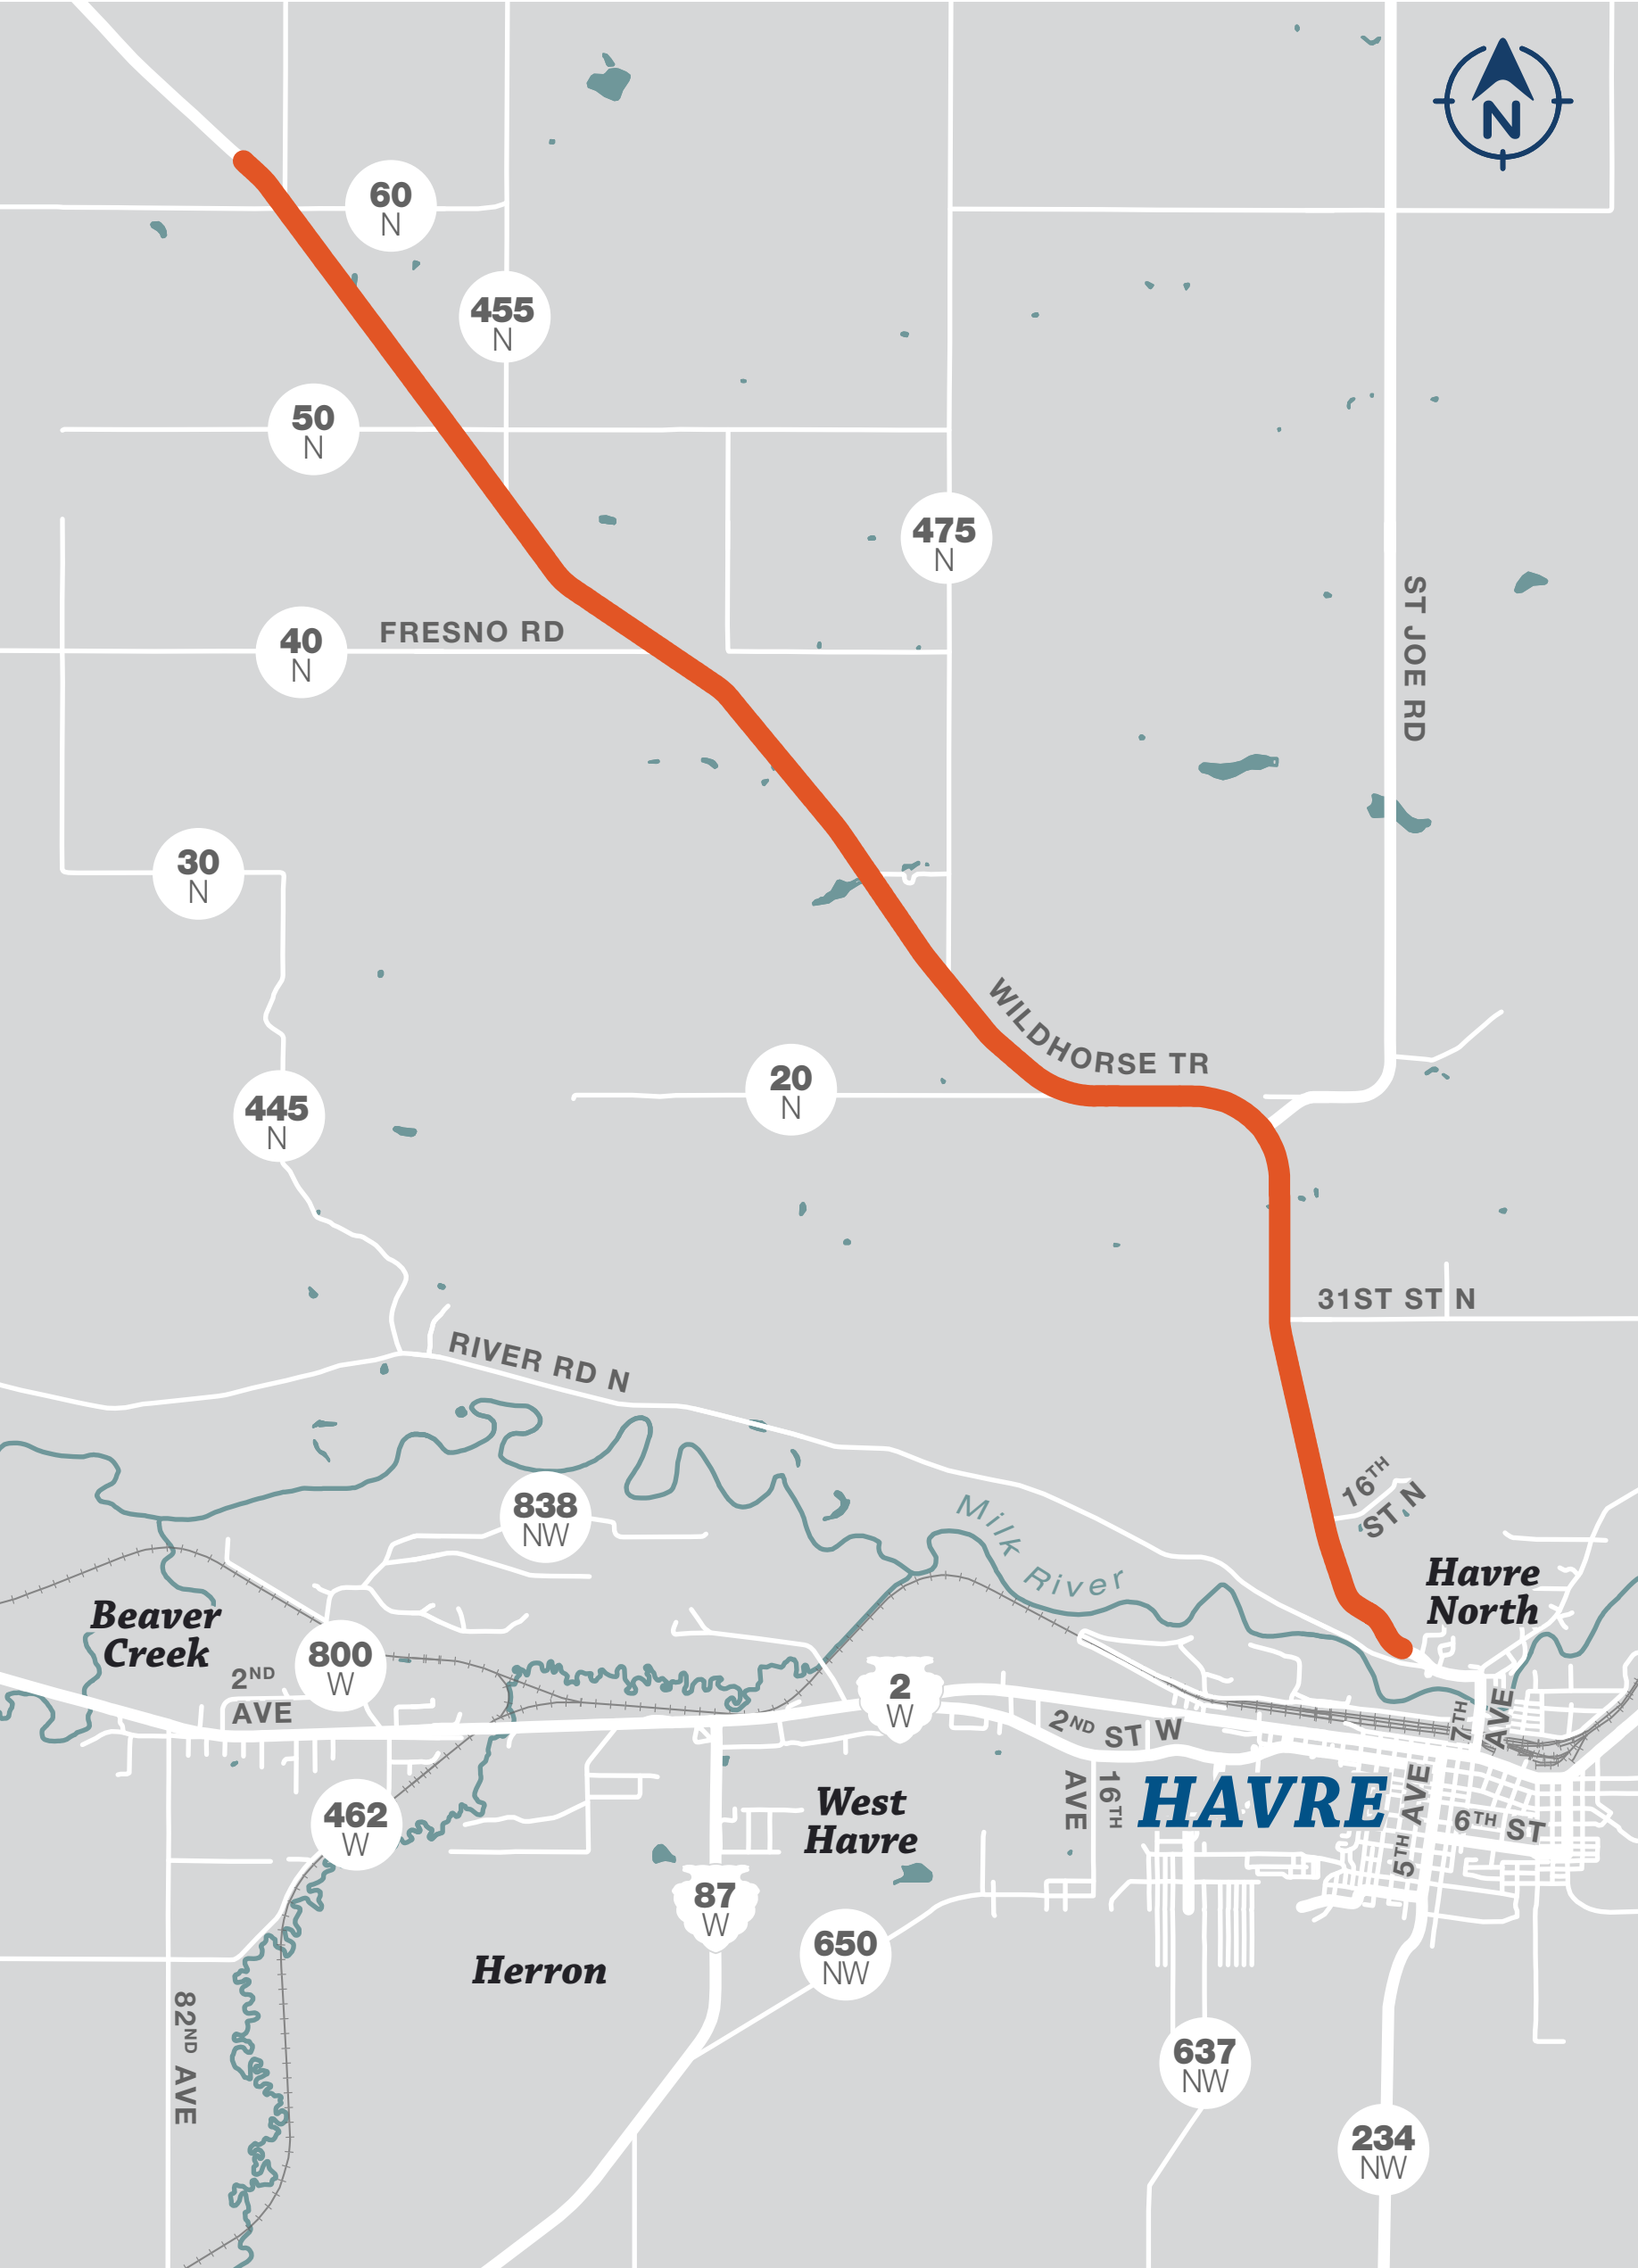 N
60
N
455
N
50
N
475
N
ST JOE RD
40
N
FRESNO RD
30
N
WILDHORSE TR
20
N
445
N
31ST ST N
RIVER RD N
16TH
ST N
838
NW
Milk
River
Havre
North
Beaver
Creek
800
W
2ND
AVE
2
W
2ND ST W
7TH
AVE
16TH
AVE
HAVRE
5TH AVE
6TH ST
462
W
West
Havre
87
W
650
NW
Herron
82ND AVE
637
NW
234
NW